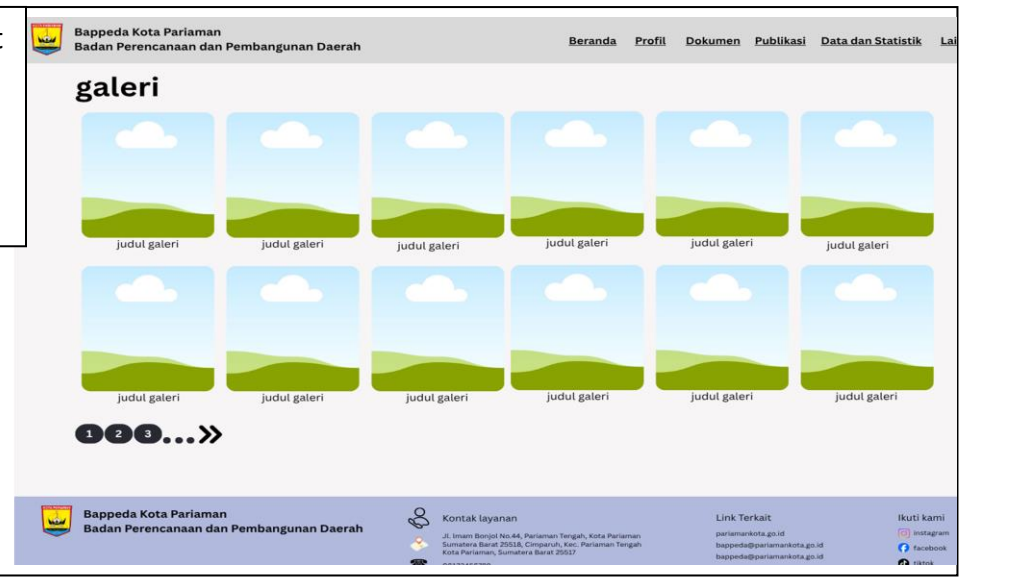 t
Bappeda Kota Pariaman
Badan Perencanaan dan Pembangunan Daerah
Beranda Profil Dokumen Publikasi Data dan Statistik Lai
galeri
judul galeri judul galeri judul galeri judul galeri judul galeri judul galeri
judul galeri judul galeri judul galeri judul galeri judul galeri judul galeri
1 2 3 ...
Bappeda Kota Pariaman
Badan Perencanaan dan Pembangunan Daerah
Kontak layanan
Jl. Imam Bonjol No.44, Pariaman Tengah, Kota Pariaman
Sumatera Barat 25518, Cimparuh, Kec. Pariaman Tengah
Kota Pariaman, Sumatera Barat 25517
Link Terkait
pariamankota.go.id
bappeda@pariamankota.go.id
bappeda@pariamankota.go.id
Ikuti kami
instagram
facebook
tiktok